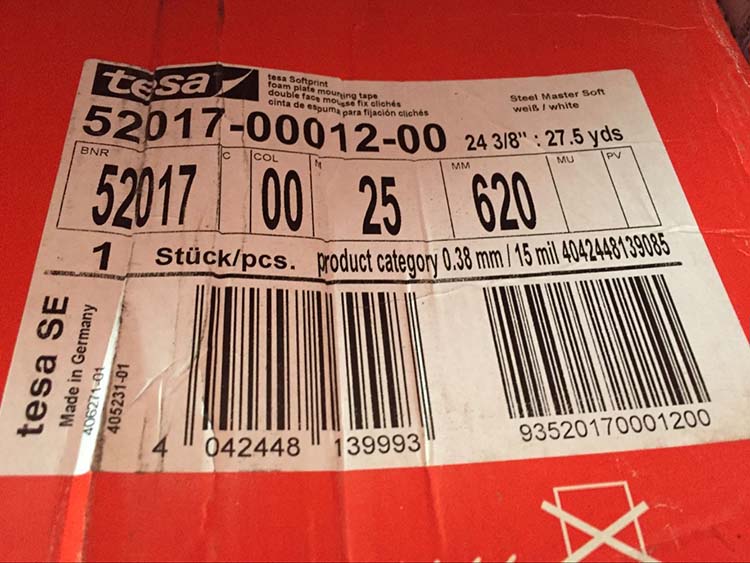 tesa
tesa Softprint
foam plate mounting tape
double face mousse fix clichés
cinta de espuma para fijación clichés
Steel Master Soft
weiß / white
52017-00012-00 24 3/8" : 27.5 yds
BNR C COL M MM MU PV
52017 00 25 620
1 Stück/pcs. product category 0.38 mm / 15 mil 4042448139085
tesa SE
Made in Germany
406271-01
405231-01
4 042448 139993
93520170001200